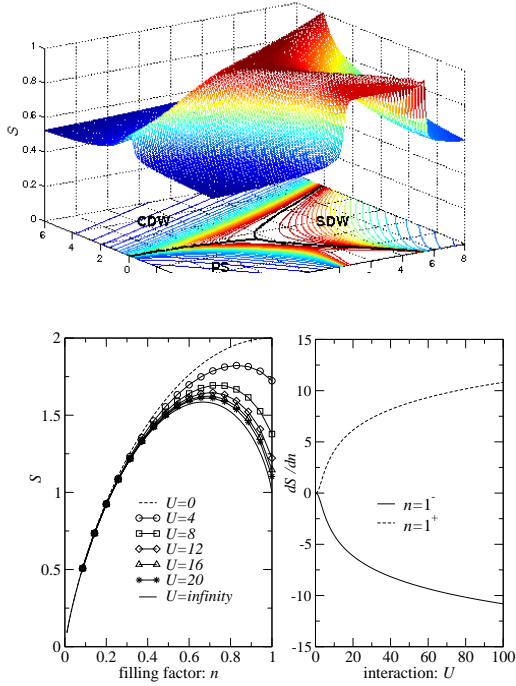 1
0.8
0.6
0.4
0.2
0
S
6
4
2
0
2
4
6
8
CDW
SDW
PS
2
1.5
1
0.5
0
S
0
0.2
0.4
0.6
0.8
1
filling factor: n
U=0
U=4
U=8
U=12
U=16
U=20
U=infinity
15
10
5
0
-5
-10
-15
dS/dn
n=1-
n=1+
0
20
40
60
80
100
interaction: U